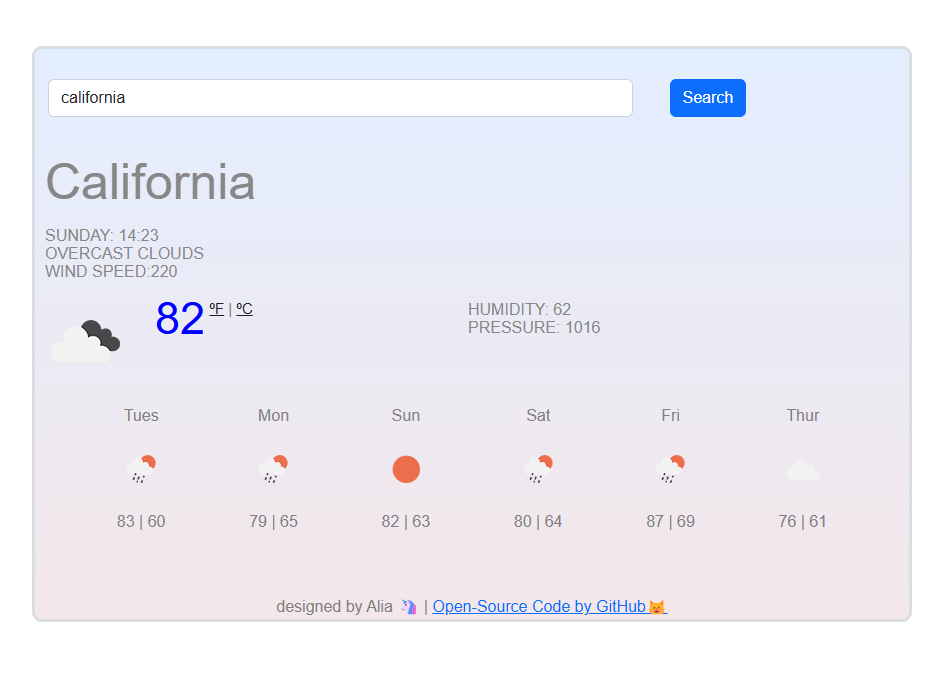 california
Search
California
SUNDAY: 14:23
OVERCAST CLOUDS
WIND SPEED:220
82 ºF | ºC
HUMIDITY: 62
PRESSURE: 1016
Tues Mon Sun Sat Fri Thur
83 | 60 79 | 65 82 | 63 80 | 64 87 | 69 76 | 61
designed by Alia 🦄 | Open-Source Code by GitHub😸